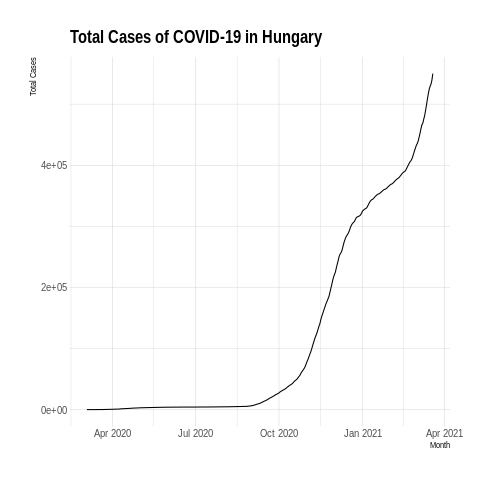 Total Cases of COVID-19 in Hungary
Total Cases
4e+05
2e+05
0e+00
Apr 2020 Jul 2020 Oct 2020 Jan 2021 Apr 2021
Month